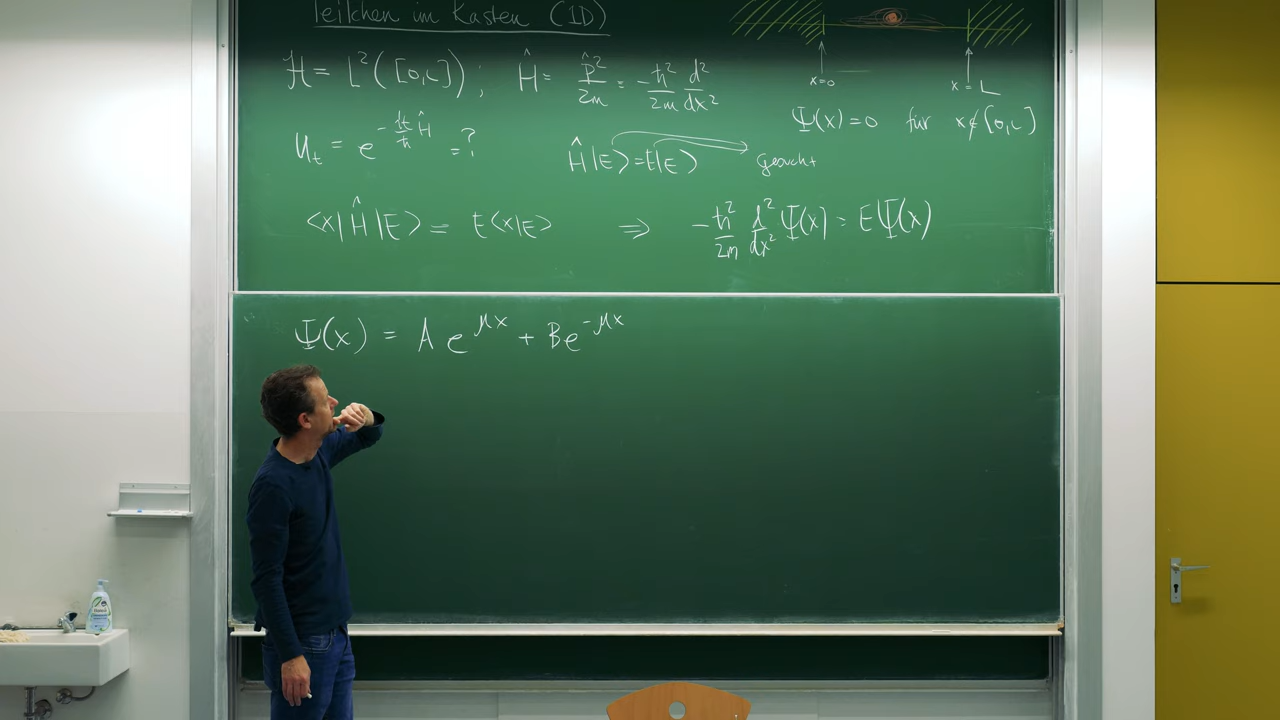 Teilchen im Kasten (1D)
x=0
x=L
ℋ = L²([0,L]); Ĥ = P̂²/2m = -ħ²/2m d²/dx²
Ψ(x)=0 für x∉[0,L]
U_t = e^{-it/ħ Ĥ} = ?
Ĥ|E⟩=E|E⟩ gesucht
⟨x|Ĥ|E⟩ = E⟨x|E⟩ ⇒ -ħ²/2m d²/dx² Ψ(x) = EΨ(x)
Ψ(x) = A e^{μx} + B e^{-μx}